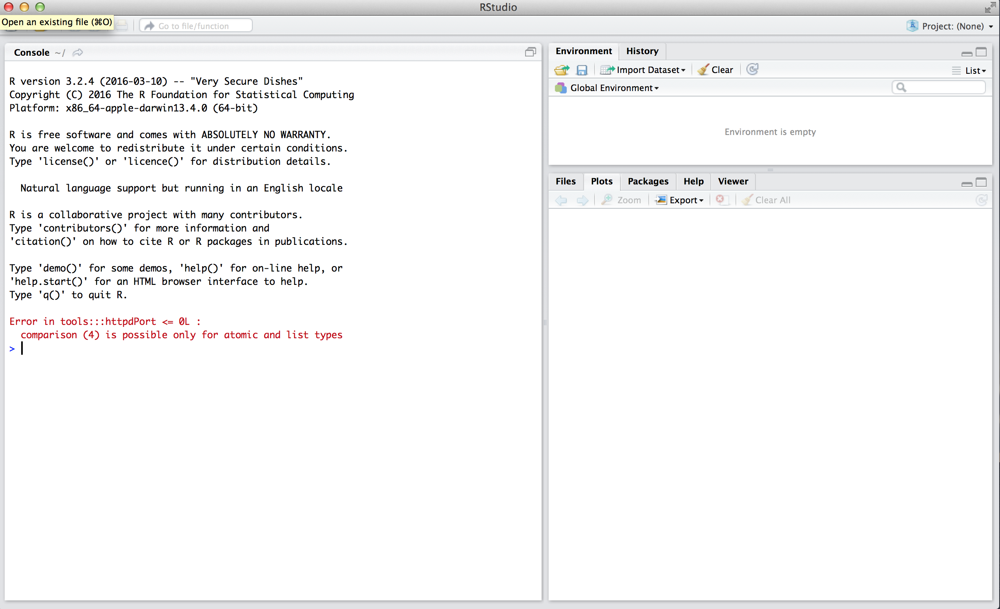 RStudio
Open an existing file (⌘O)
Go to file/function
Project: (None)
Console ~/
R version 3.2.4 (2016-03-10) -- "Very Secure Dishes"
Copyright (C) 2016 The R Foundation for Statistical Computing
Platform: x86_64-apple-darwin13.4.0 (64-bit)
R is free software and comes with ABSOLUTELY NO WARRANTY.
You are welcome to redistribute it under certain conditions.
Type 'license()' or 'licence()' for distribution details.
Natural language support but running in an English locale
R is a collaborative project with many contributors.
Type 'contributors()' for more information and
'citation()' on how to cite R or R packages in publications.
Type 'demo()' for some demos, 'help()' for on-line help, or
'help.start()' for an HTML browser interface to help.
Type 'q()' to quit R.
Error in tools:::httpdPort <= 0L :
comparison (4) is possible only for atomic and list types
>
Environment History
Import Dataset Clear List
Global Environment
Environment is empty
Files Plots Packages Help Viewer
Zoom Export Clear All